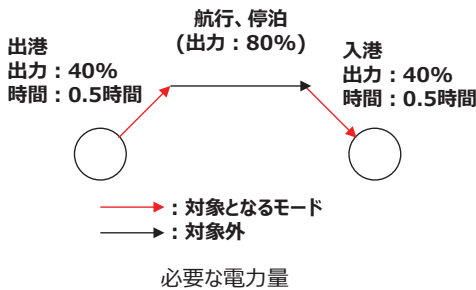 航行、停泊
(出力：80%)
出港
出力：40%
時間：0.5時間
入港
出力：40%
時間：0.5時間
：対象となるモード
：対象外
必要な電力量